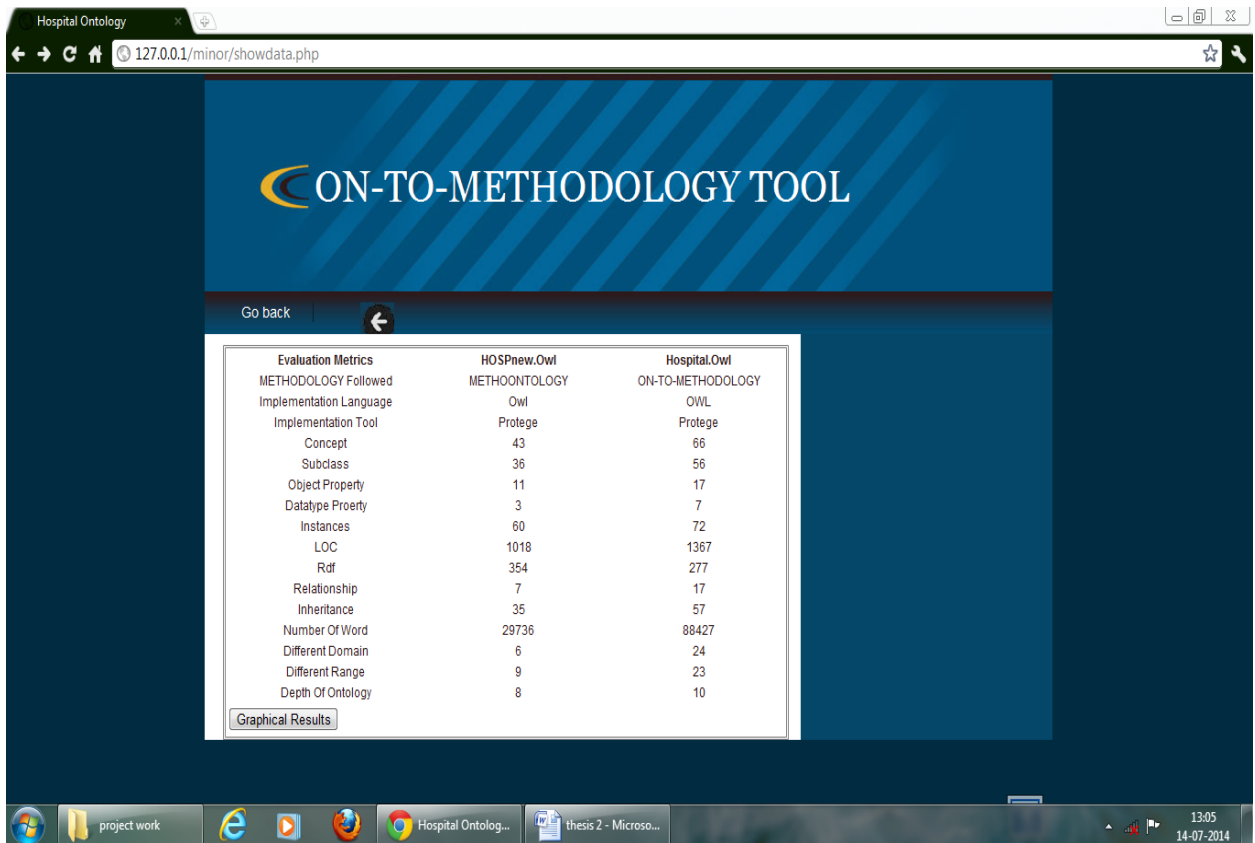 Hospital Ontology
127.0.0.1/minor/showdata.php
ON-TO-METHODOLOGY TOOL
Go back
Evaluation Metrics HOSPnew.Owl Hospital.Owl
METHODOLOGY Followed METHOONTOLOGY ON-TO-METHODOLOGY
Implementation Language Owl OWL
Implementation Tool Protege Protege
Concept 43 66
Subclass 36 56
Object Property 11 17
Datatype Proerty 3 7
Instances 60 72
LOC 1018 1367
Rdf 354 277
Relationship 7 17
Inheritance 35 57
Number Of Word 29736 88427
Different Domain 6 24
Different Range 9 23
Depth Of Ontology 8 10
Graphical Results
project work Hospital Ontolog... thesis 2 - Microso... 13:05
14-07-2014